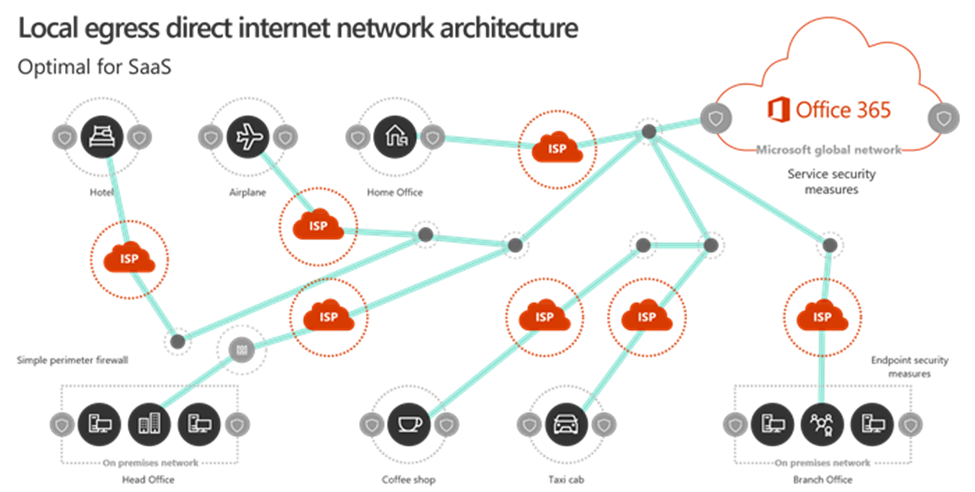 Local egress direct internet network architecture
Optimal for SaaS
Office 365
Microsoft global network
Service security
measures
Hotel
Airplane
Home Office
ISP
ISP
ISP
ISP
ISP
ISP
ISP
Simple perimeter firewall
Endpoint security
measures
On premises network
Head Office
Coffee shop
Taxi cab
On premises network
Branch Office